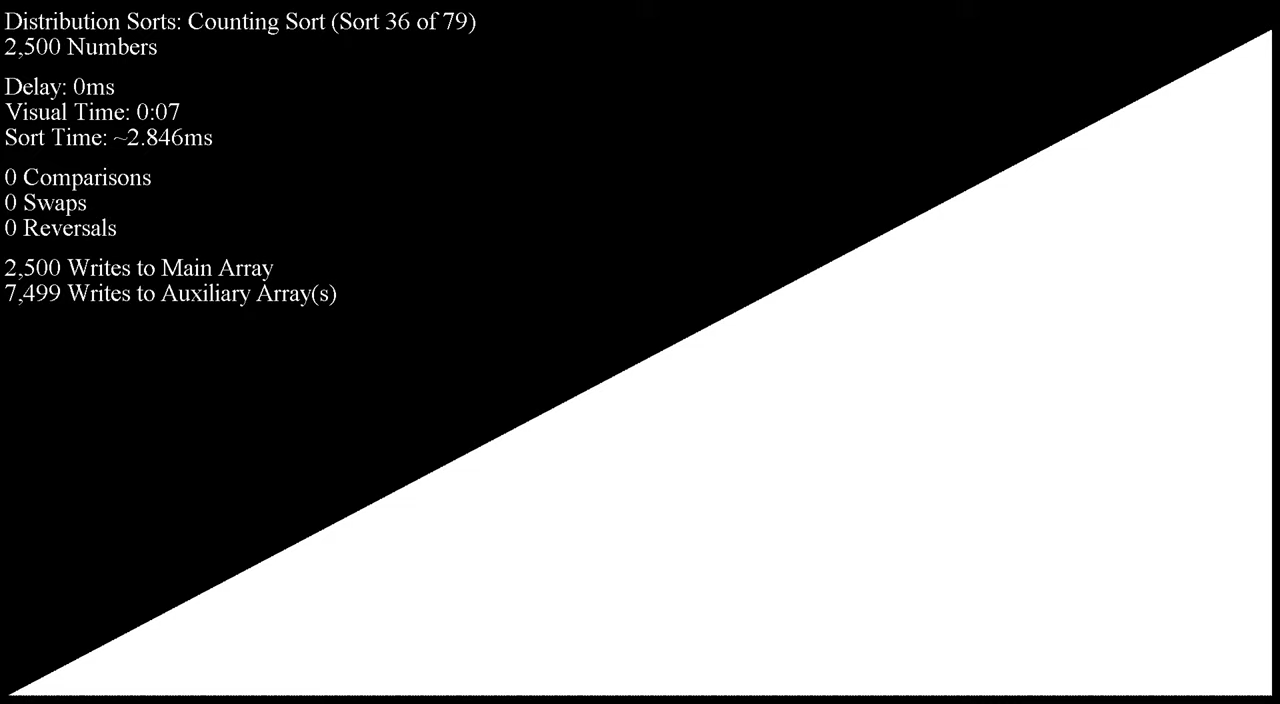 Distribution Sorts: Counting Sort (Sort 36 of 79)
2,500 Numbers
Delay: 0ms
Visual Time: 0:07
Sort Time: ~2.846ms
0 Comparisons
0 Swaps
0 Reversals
2,500 Writes to Main Array
7,499 Writes to Auxiliary Array(s)